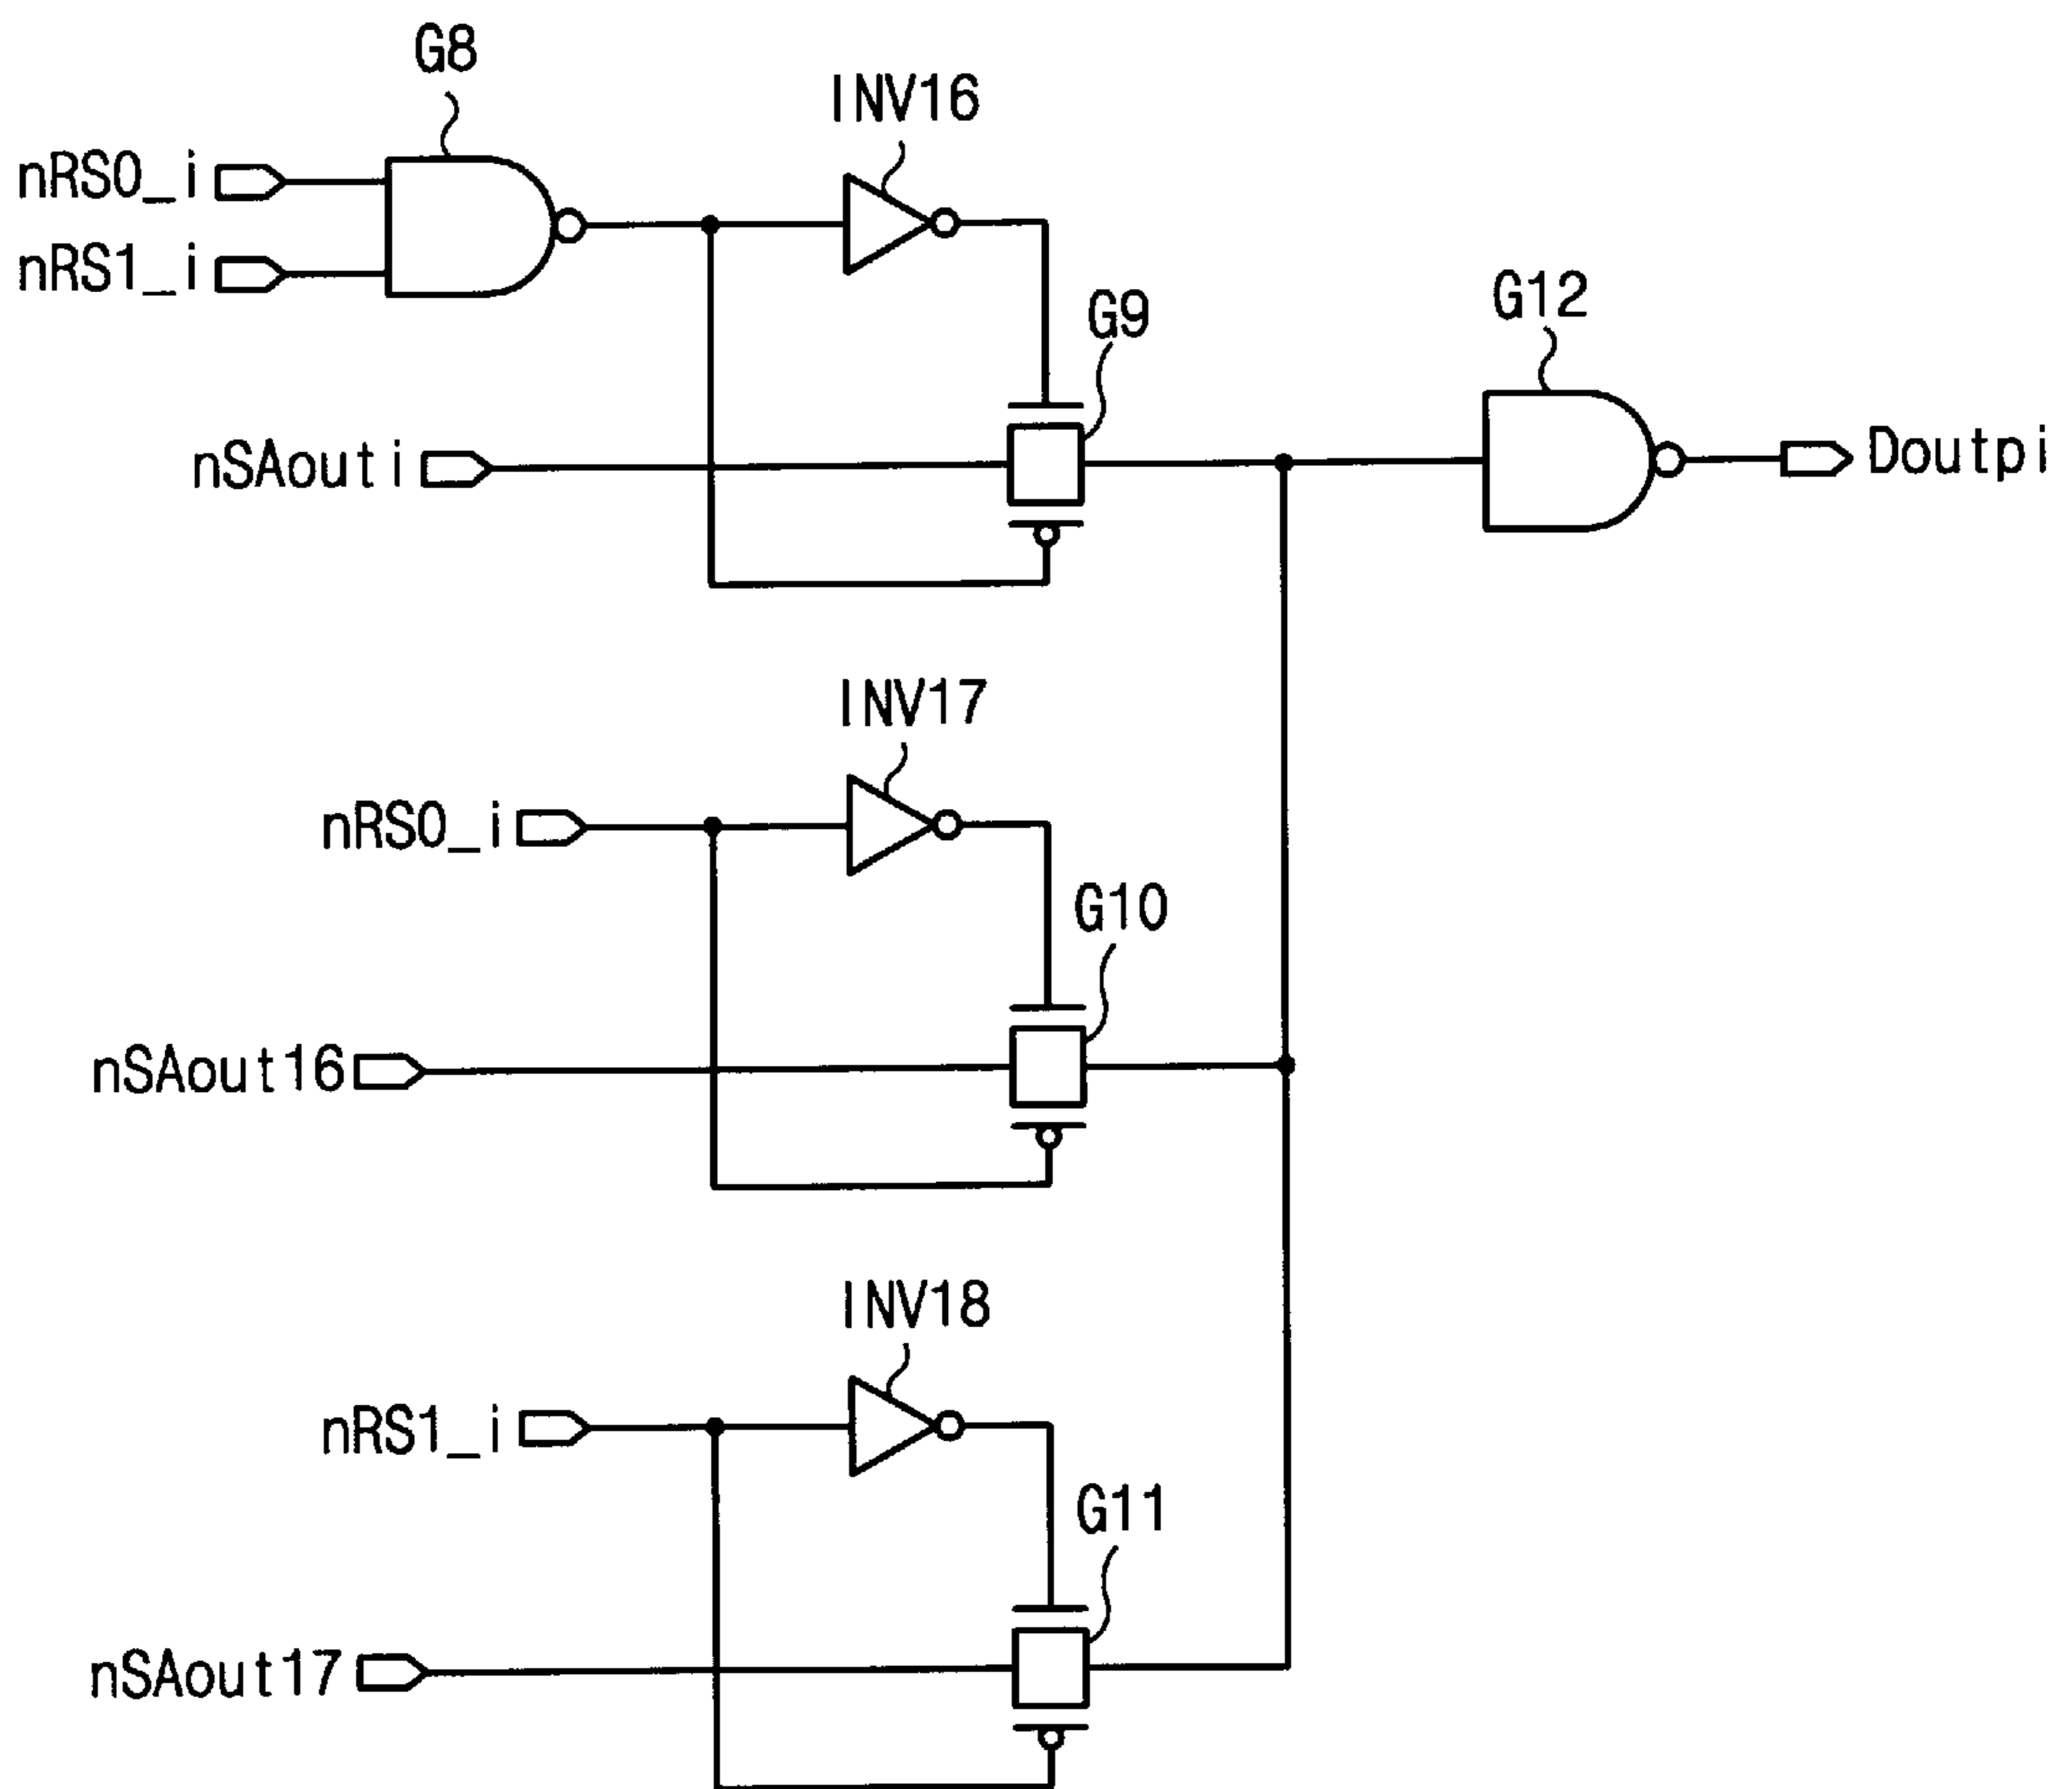 G8
INV16
nRS0_i
nRS1_i
G9
G12
nSAouti
Doutpi
INV17
nRS0_i
G10
nSAout16
INV18
nRS1_i
G11
nSAout17